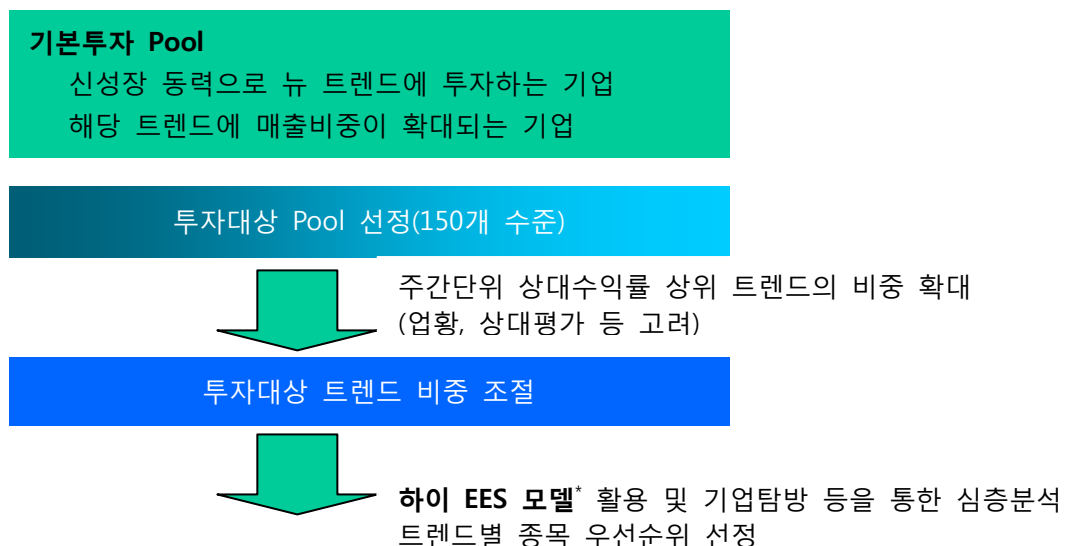 기본투자 Pool
신성장 동력으로 뉴 트렌드에 투자하는 기업
해당 트렌드에 매출비중이 확대되는 기업
투자대상 Pool 선정(150개 수준)
주간단위 상대수익률 상위 트렌드의 비중 확대
(업황, 상대평가 등 고려)
투자대상 트렌드 비중 조절
하이 EES 모델* 활용 및 기업탐방 등을 통한 심층분석
트렌드별 종목 우선순위 선정